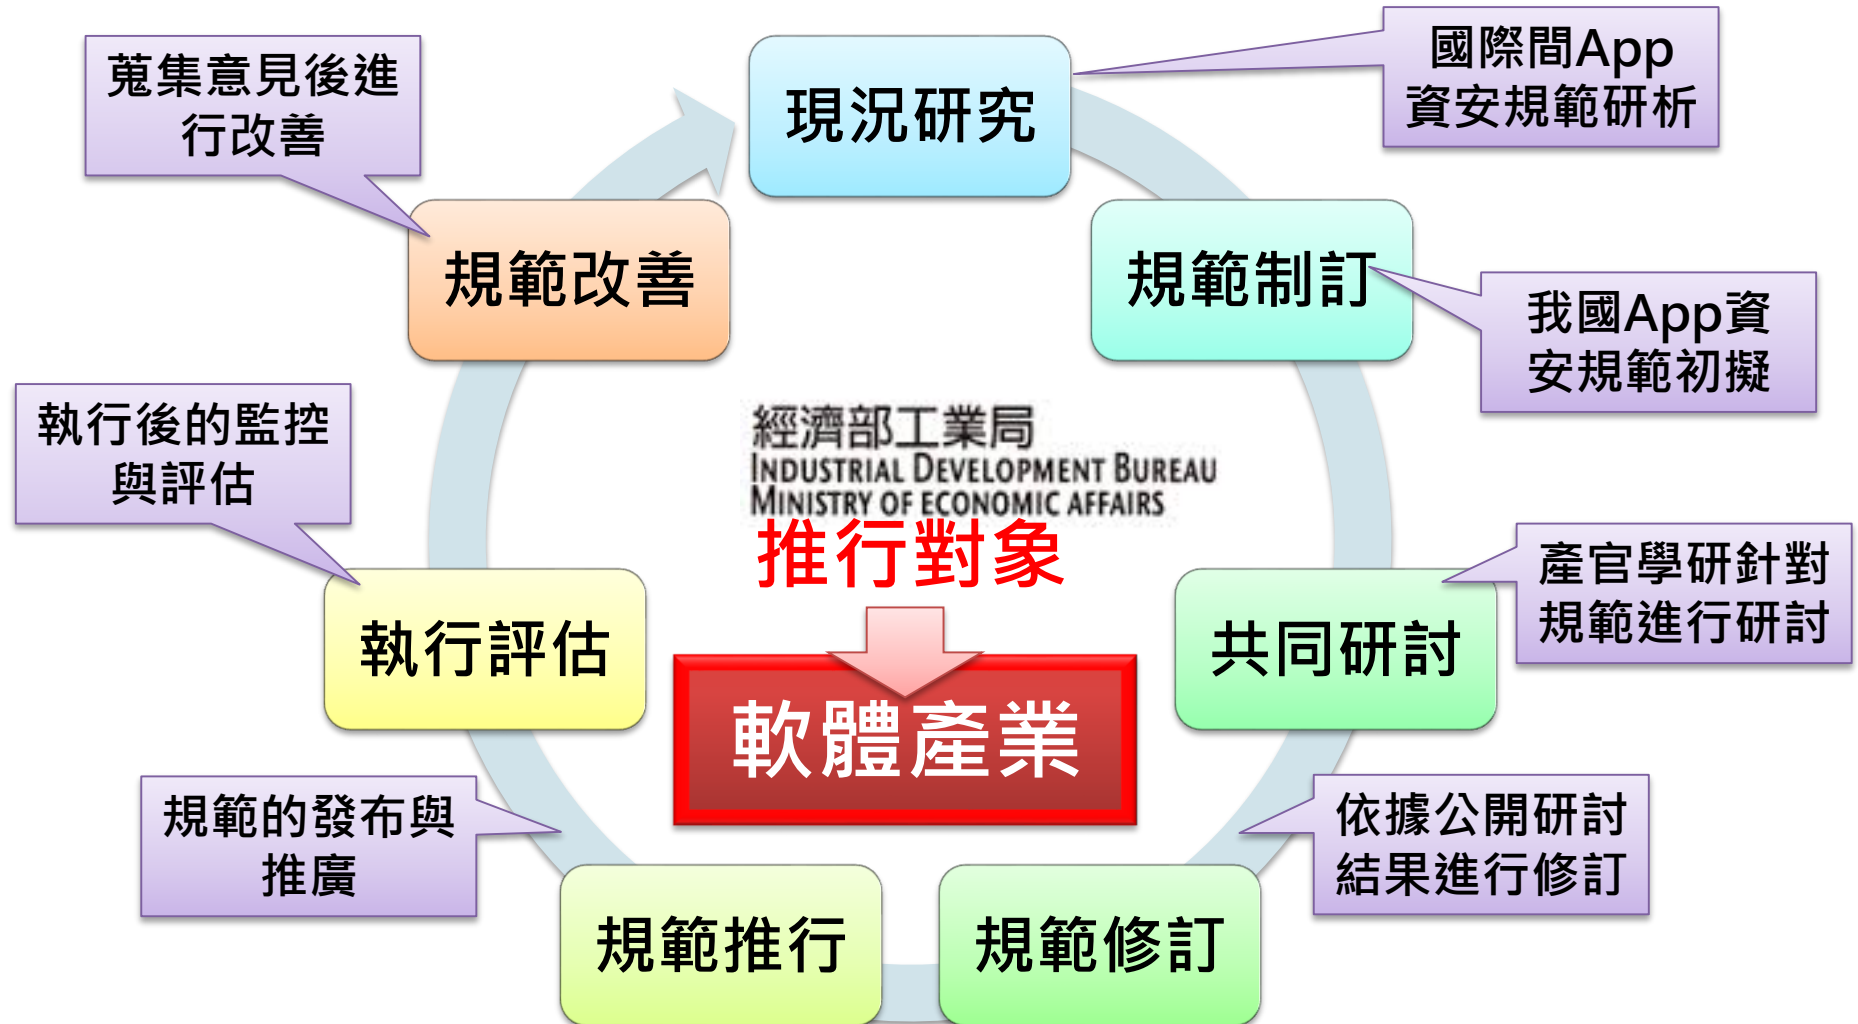 現況研究
國際間App
資安規範研析
規範制訂
我國App資
安規範初擬
共同研討
產官學研針對
規範進行研討
規範修訂
依據公開研討
結果進行修訂
規範推行
規範的發布與
推廣
執行評估
執行後的監控
與評估
規範改善
蒐集意見後進
行改善
經濟部工業局
INDUSTRIAL DEVELOPMENT BUREAU
MINISTRY OF ECONOMIC AFFAIRS
推行對象
軟體產業